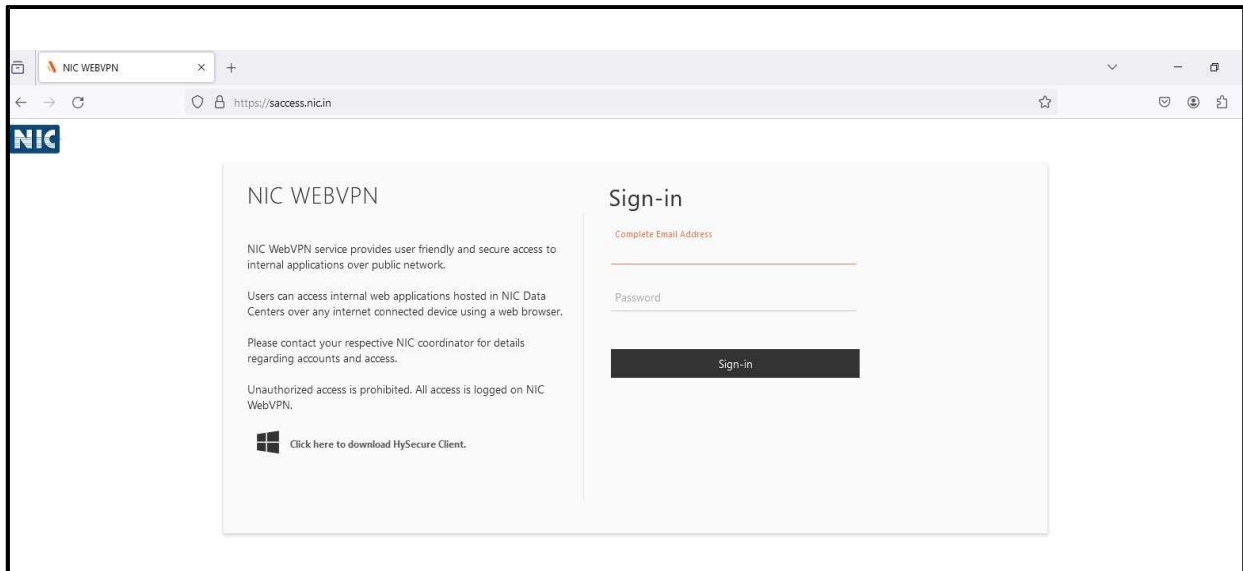 NIC WEBVPN
https://saccess.nic.in
NIC
NIC WEBVPN
NIC WebVPN service provides user friendly and secure access to
internal applications over public network.
Users can access internal web applications hosted in NIC Data
Centers over any internet connected device using a web browser.
Please contact your respective NIC coordinator for details
regarding accounts and access.
Unauthorized access is prohibited. All access is logged on NIC
WebVPN.
Click here to download HySecure Client.
Sign-in
Complete Email Address
Password
Sign-in